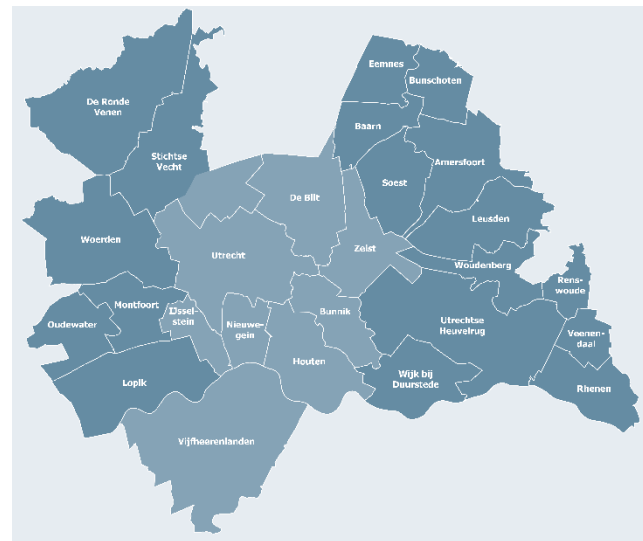 Eemnes
Bunschoten
De Ronde
Venen
Baarn
Stichtse
Vecht
Amersfoort
Soest
De Bilt
Leusden
Woerden
Utrecht
Zeist
Woudenberg
Rens-
woude
Montfoort
IJssel-
stein
Bunnik
Oudewater
Nieuwe-
gein
Utrechtse
Heuvelrug
Veenen-
daal
Houten
Lopik
Wijk bij
Duurstede
Rhenen
Vijfheerenlanden